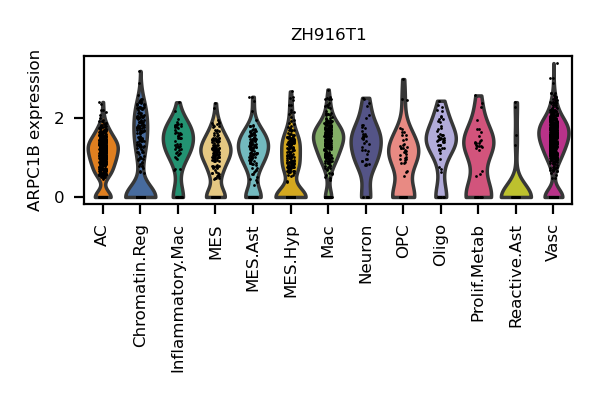 ZH916T1
ARPC1B expression
2
0
AC
Chromatin.Reg
Inflammatory.Mac
MES
MES.Ast
MES.Hyp
Mac
Neuron
OPC
Oligo
Prolif.Metab
Reactive.Ast
Vasc